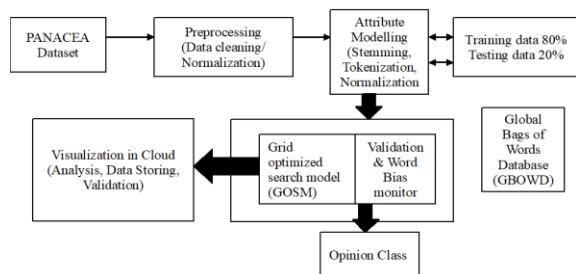 PANACEA
Dataset
Preprocessing
(Data cleaning/
Normalization)
Attribute
Modelling
(Stemming,
Tokenization,
Normalization
Training data 80%
Testing data 20%
Visualization in Cloud
(Analysis, Data Storing,
Validation)
Grid
optimized
search model
(GOSM)
Validation
& Word
Bias
monitor
Global
Bags of
Words
Database
(GBOWD)
Opinion Class